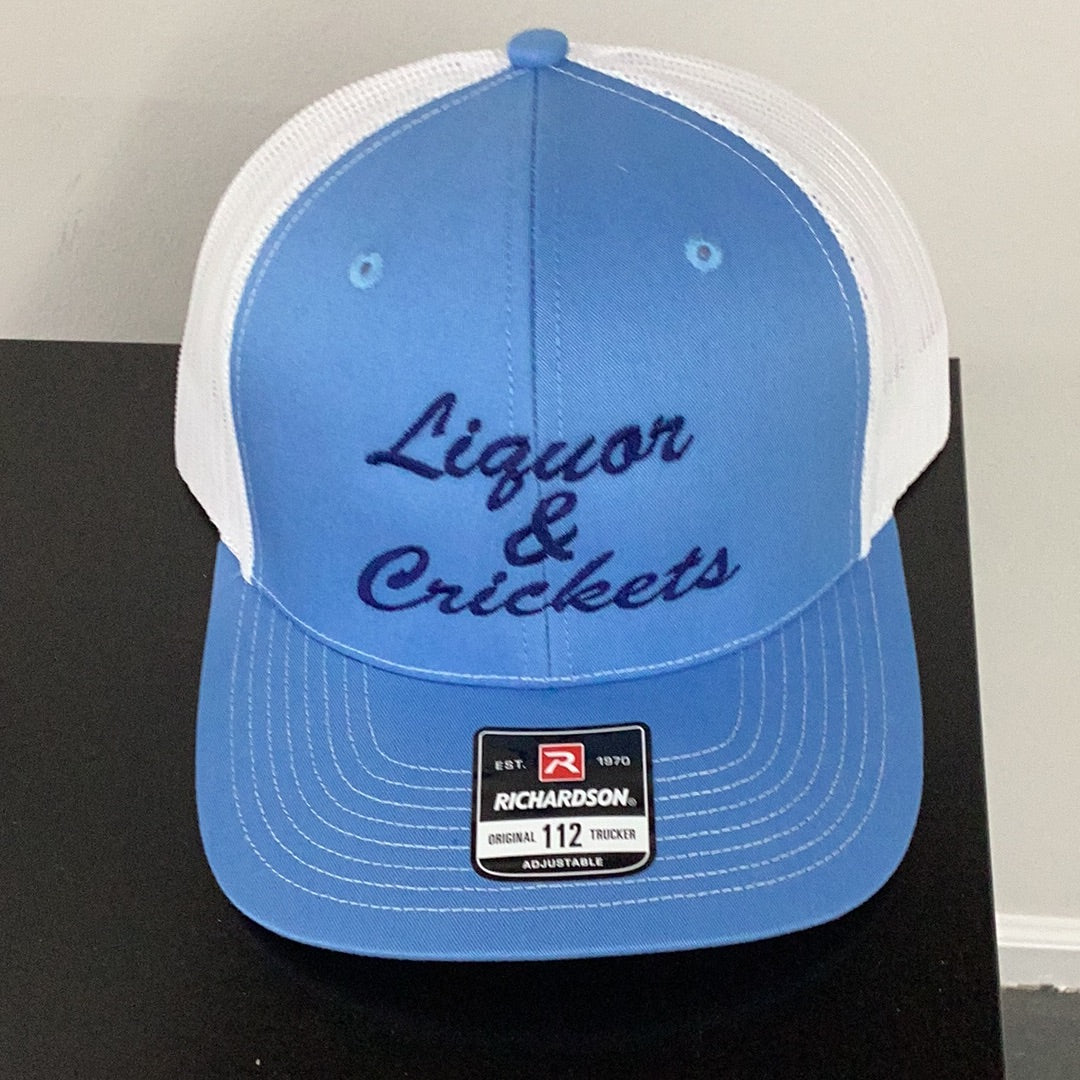 Liquor
&
Crickets
EST. R 1970
RICHARDSON®
ORIGINAL 112 TRUCKER
ADJUSTABLE